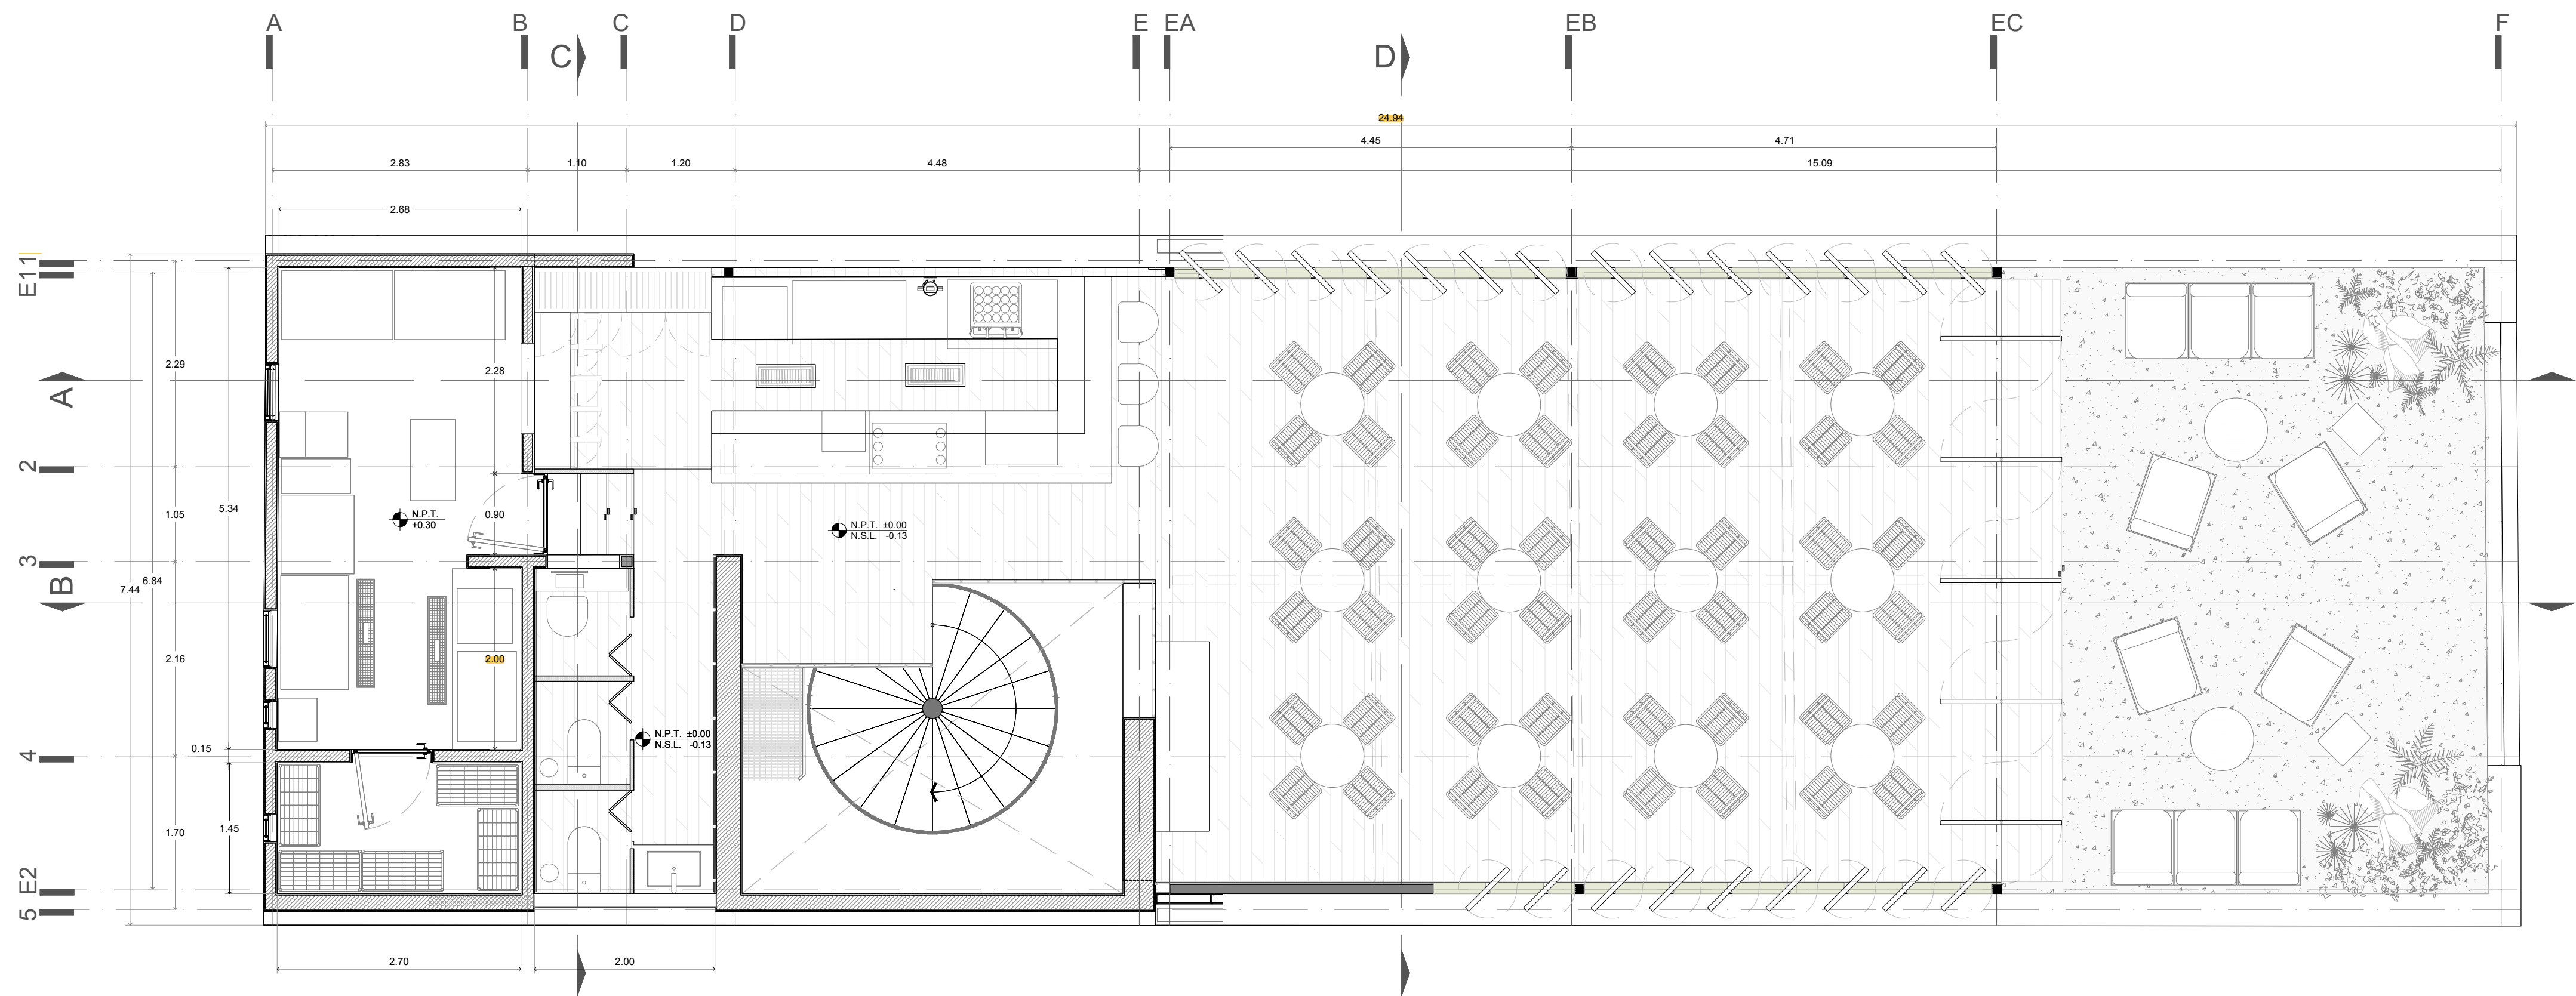 A B C D E EA EB EC F
C D
24.94
4.45 4.71
2.83 1.10 1.20 4.48 15.09
2.68
E11
2.29
2.28
A
2
1.05
5.34
0.90
N.P.T.
+0.30
N.P.T. ±0.00
N.S.L. -0.13
3
B
7.44
6.84
2.16
2.00
N.P.T. ±0.00
N.S.L. -0.13
4
0.15
1.70
1.45
E2
5
2.70 2.00